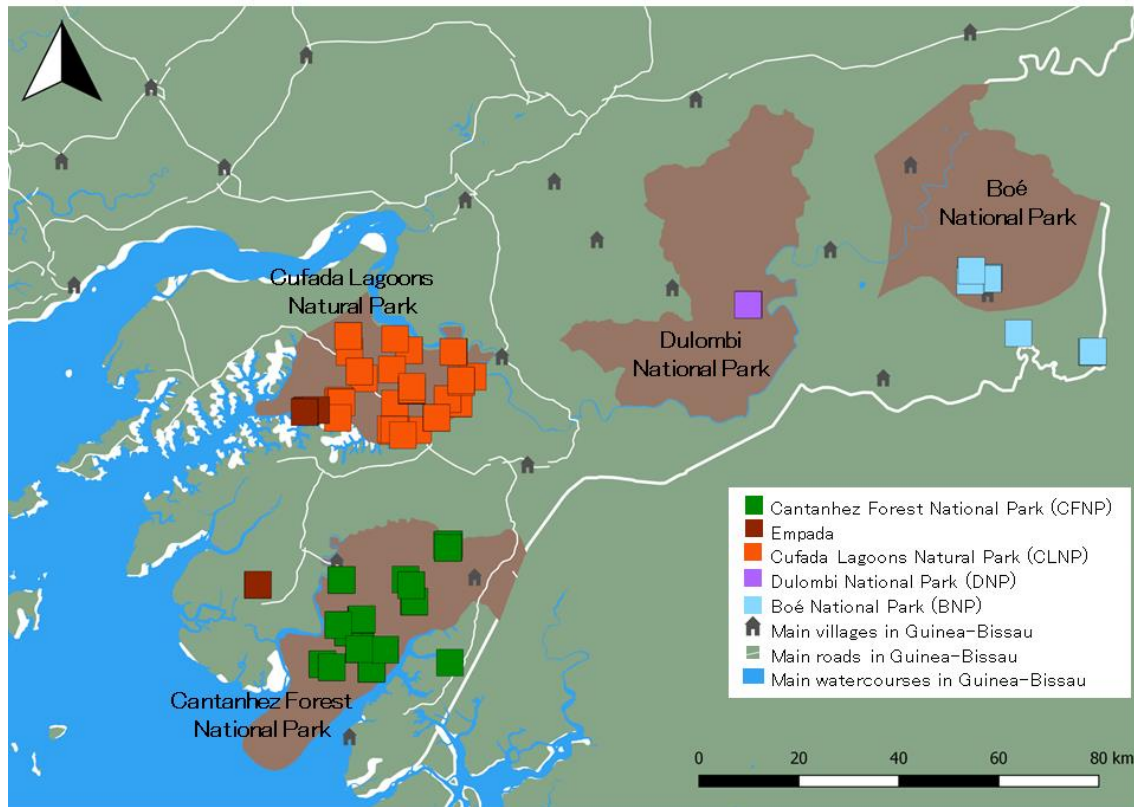 Boé
National Park
Cufada Lagoons
Natural Park
Dulombi
National Park
Cantanhez Forest
National Park
Cantanhez Forest National Park (CFNP)
Empada
Cufada Lagoons Natural Park (CLNP)
Dulombi National Park (DNP)
Boé National Park (BNP)
Main villages in Guinea-Bissau
Main roads in Guinea-Bissau
Main watercourses in Guinea-Bissau
0 20 40 60 80 km